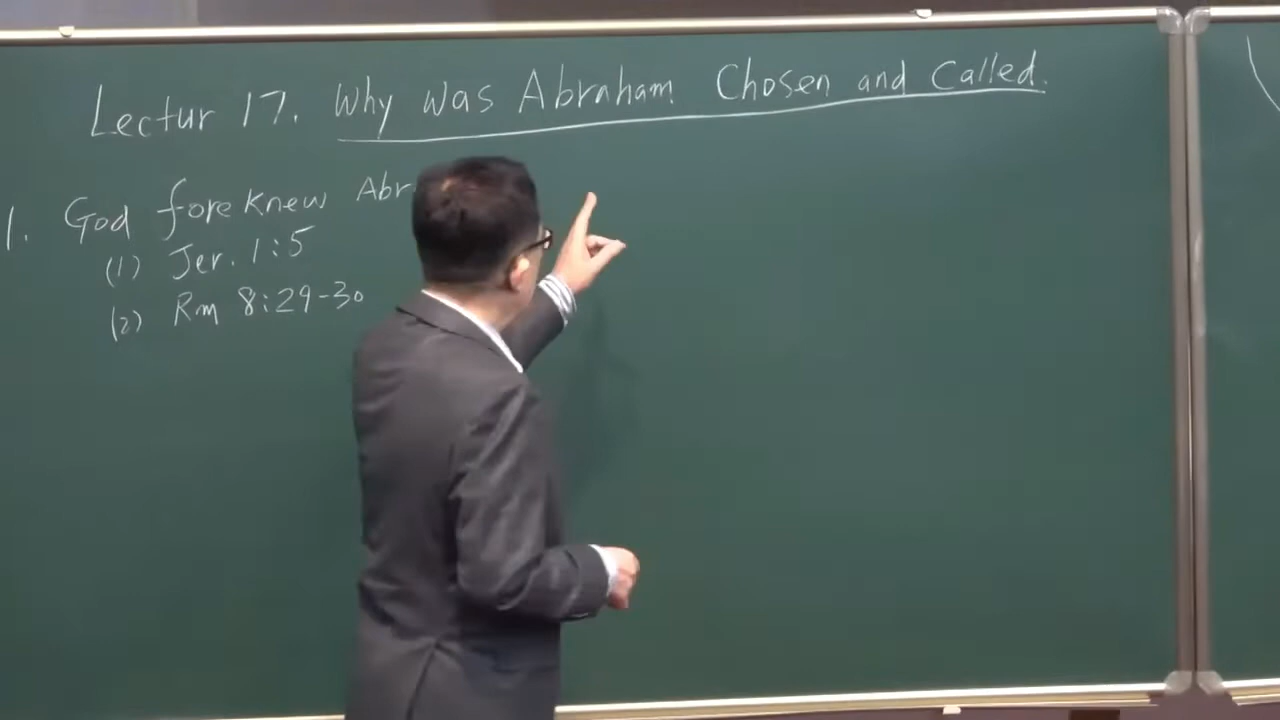 Lectur 17. Why was Abraham Chosen and Called.
1. God foreknew Abr
(1) Jer. 1:5
(2) Rm 8:29-30